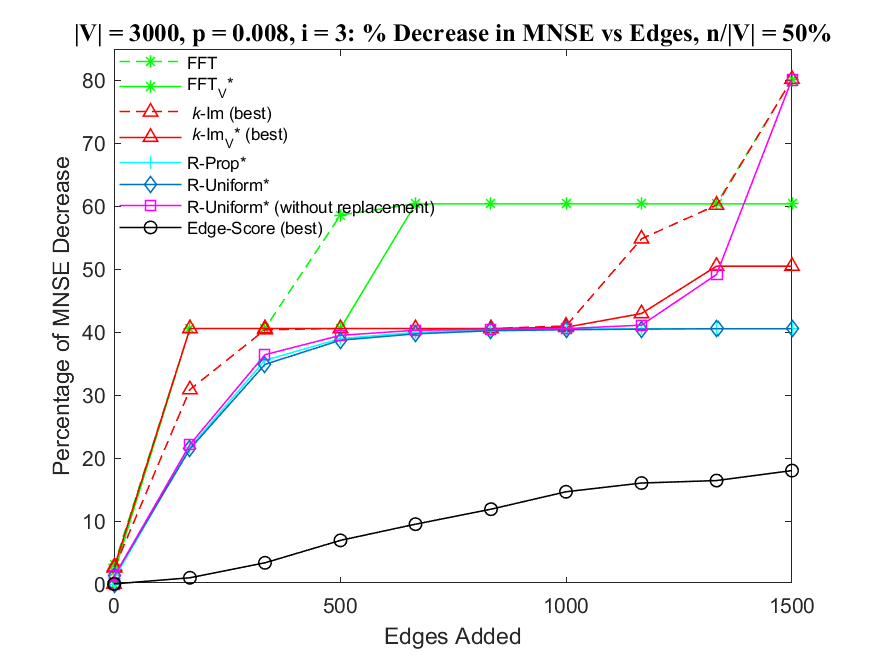 |V| = 3000, p = 0.008, i = 3: % Decrease in MNSE vs Edges, n/|V| = 50%
FFT
FFT_V*
k-Im (best)
k-Im_V* (best)
R-Prop*
R-Uniform*
R-Uniform* (without replacement)
Edge-Score (best)
Percentage of MNSE Decrease
80
70
60
50
40
30
20
10
0
0 500 1000 1500
Edges Added